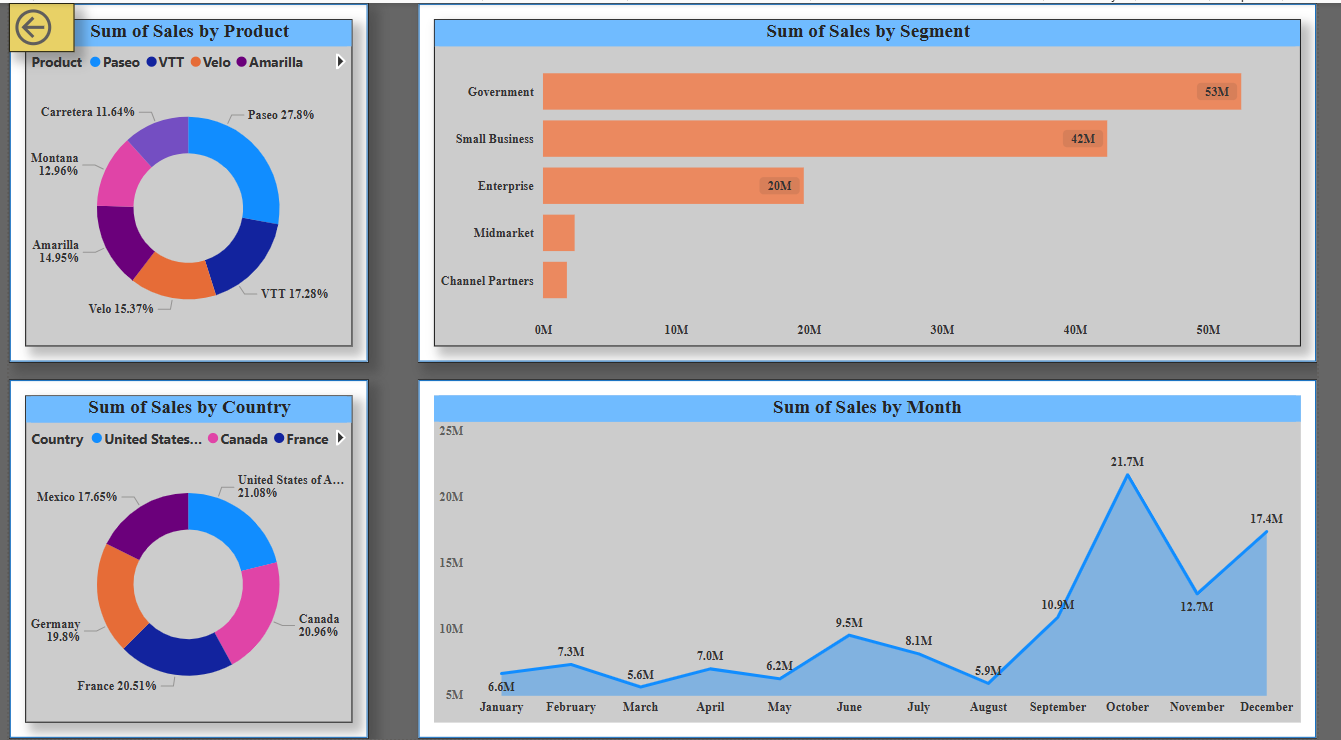 Sum of Sales by Product
Product Paseo VTT Velo Amarilla
Carretera 11.64%
Paseo 27.8%
Montana
12.96%
Amarilla
14.95%
Velo 15.37%
VTT 17.28%
Sum of Sales by Segment
Government
53M
Small Business
42M
Enterprise
20M
Midmarket
Channel Partners
0M 10M 20M 30M 40M 50M
Sum of Sales by Country
Country United States... Canada France
United States of A...
21.08%
Mexico 17.65%
Germany
19.8%
Canada
20.96%
France 20.51%
Sum of Sales by Month
25M
20M
15M
10M
5M
6.6M
7.3M
5.6M
7.0M
6.2M
9.5M
8.1M
5.9M
10.9M
21.7M
12.7M
17.4M
January February March April May June July August September October November December